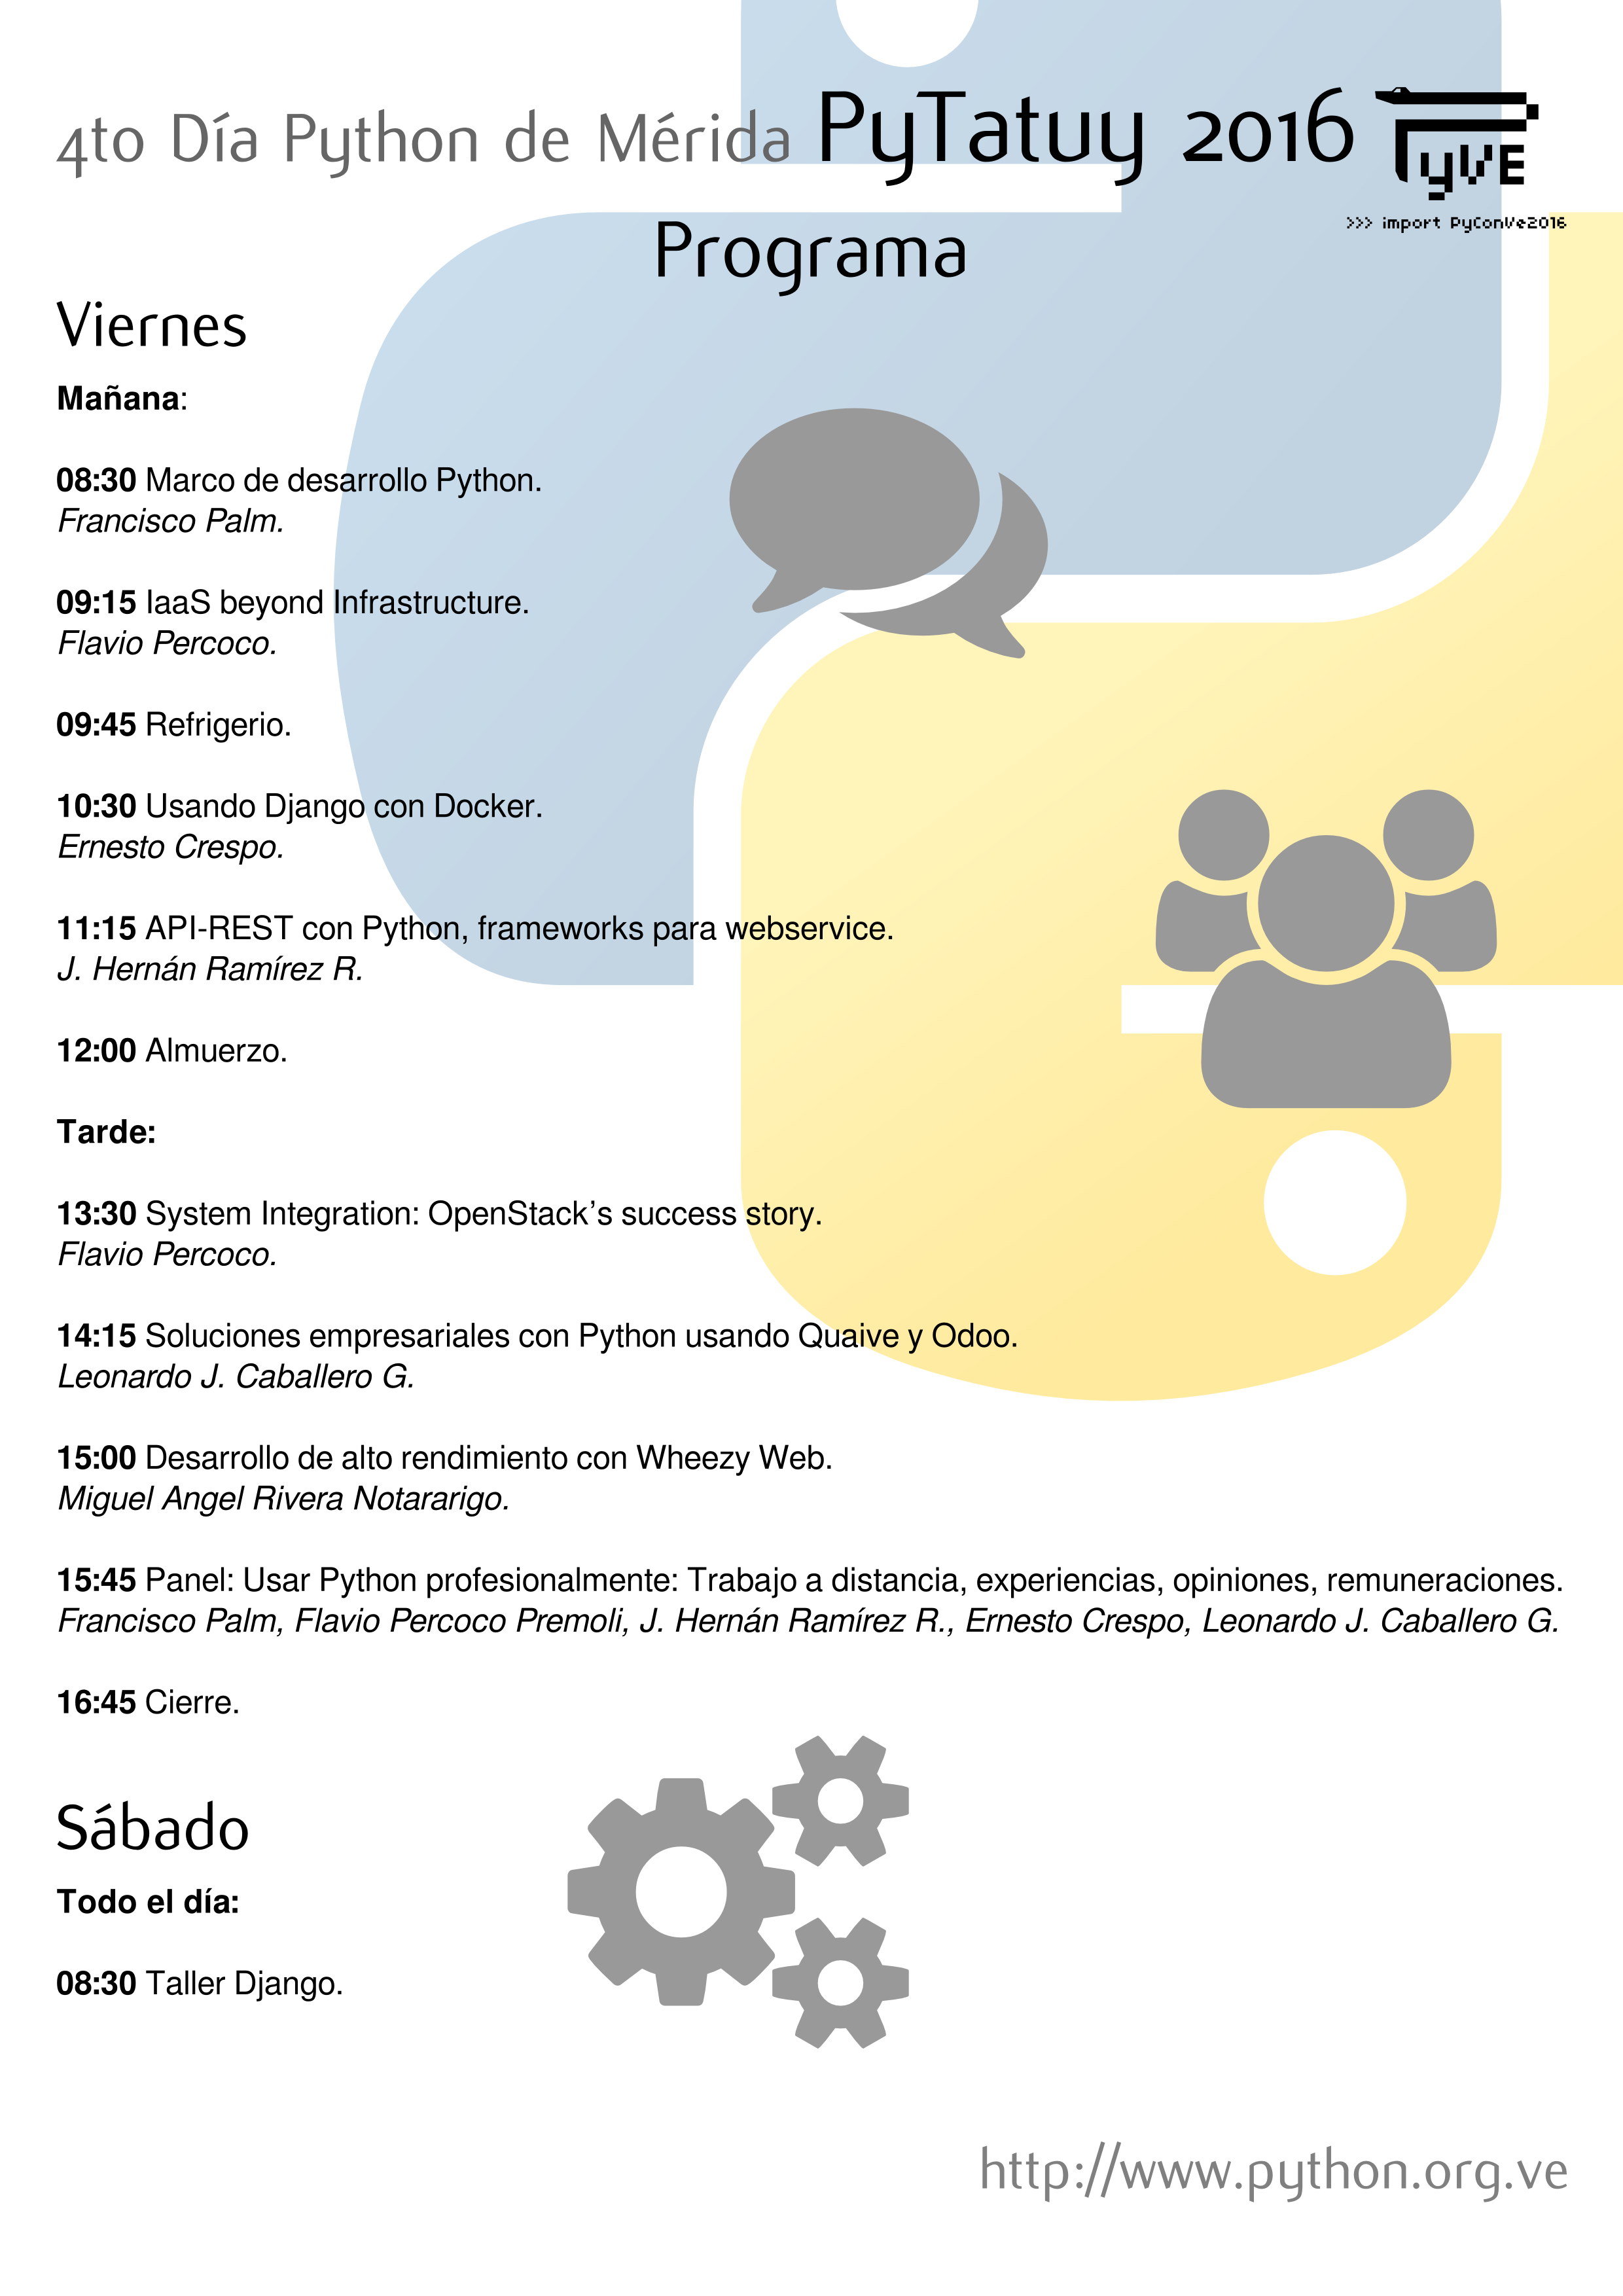 4to Día Python de Mérida PyTatuy 2016
PyVE
>>> import PyConVe2016
Programa
Viernes
Mañana:
08:30 Marco de desarrollo Python.
Francisco Palm.
09:15 IaaS beyond Infrastructure.
Flavio Percoco.
09:45 Refrigerio.
10:30 Usando Django con Docker.
Ernesto Crespo.
11:15 API-REST con Python, frameworks para webservice.
J. Hernán Ramírez R.
12:00 Almuerzo.
Tarde:
13:30 System Integration: OpenStack’s success story.
Flavio Percoco.
14:15 Soluciones empresariales con Python usando Quaive y Odoo.
Leonardo J. Caballero G.
15:00 Desarrollo de alto rendimiento con Wheezy Web.
Miguel Angel Rivera Notararigo.
15:45 Panel: Usar Python profesionalmente: Trabajo a distancia, experiencias, opiniones, remuneraciones.
Francisco Palm, Flavio Percoco Premoli, J. Hernán Ramírez R., Ernesto Crespo, Leonardo J. Caballero G.
16:45 Cierre.
Sábado
Todo el día:
08:30 Taller Django.
http://www.python.org.ve